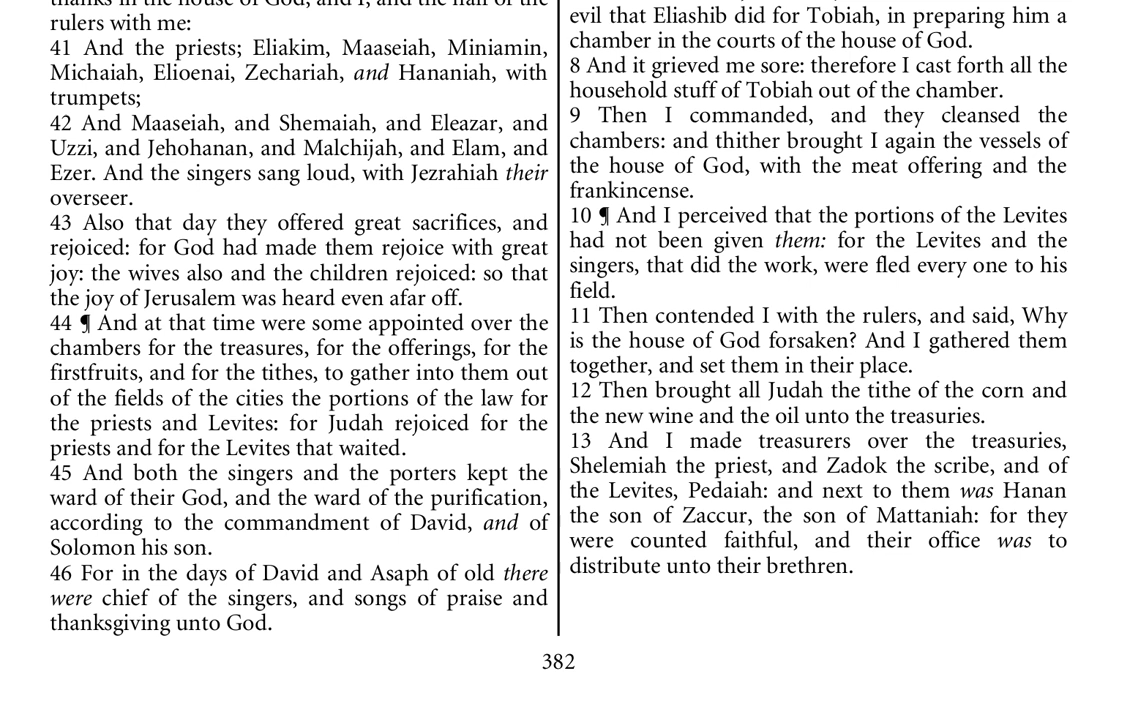 thanks in the house of God, and I, and the half of the
rulers with me:
41 And the priests; Eliakim, Maaseiah, Miniamin,
Michaiah, Elioenai, Zechariah, and Hananiah, with
trumpets;
42 And Maaseiah, and Shemaiah, and Eleazar, and
Uzzi, and Jehohanan, and Malchijah, and Elam, and
Ezer. And the singers sang loud, with Jezrahiah their
overseer.
43 Also that day they offered great sacrifices, and
rejoiced: for God had made them rejoice with great
joy: the wives also and the children rejoiced: so that
the joy of Jerusalem was heard even afar off.
44 ¶ And at that time were some appointed over the
chambers for the treasures, for the offerings, for the
firstfruits, and for the tithes, to gather into them out
of the fields of the cities the portions of the law for
the priests and Levites: for Judah rejoiced for the
priests and for the Levites that waited.
45 And both the singers and the porters kept the
ward of their God, and the ward of the purification,
according to the commandment of David, and of
Solomon his son.
46 For in the days of David and Asaph of old there
were chief of the singers, and songs of praise and
thanksgiving unto God.
evil that Eliashib did for Tobiah, in preparing him a
chamber in the courts of the house of God.
8 And it grieved me sore: therefore I cast forth all the
household stuff of Tobiah out of the chamber.
9 Then I commanded, and they cleansed the
chambers: and thither brought I again the vessels of
the house of God, with the meat offering and the
frankincense.
10 ¶ And I perceived that the portions of the Levites
had not been given them: for the Levites and the
singers, that did the work, were fled every one to his
field.
11 Then contended I with the rulers, and said, Why
is the house of God forsaken? And I gathered them
together, and set them in their place.
12 Then brought all Judah the tithe of the corn and
the new wine and the oil unto the treasuries.
13 And I made treasurers over the treasuries,
Shelemiah the priest, and Zadok the scribe, and of
the Levites, Pedaiah: and next to them was Hanan
the son of Zaccur, the son of Mattaniah: for they
were counted faithful, and their office was to
distribute unto their brethren.
382